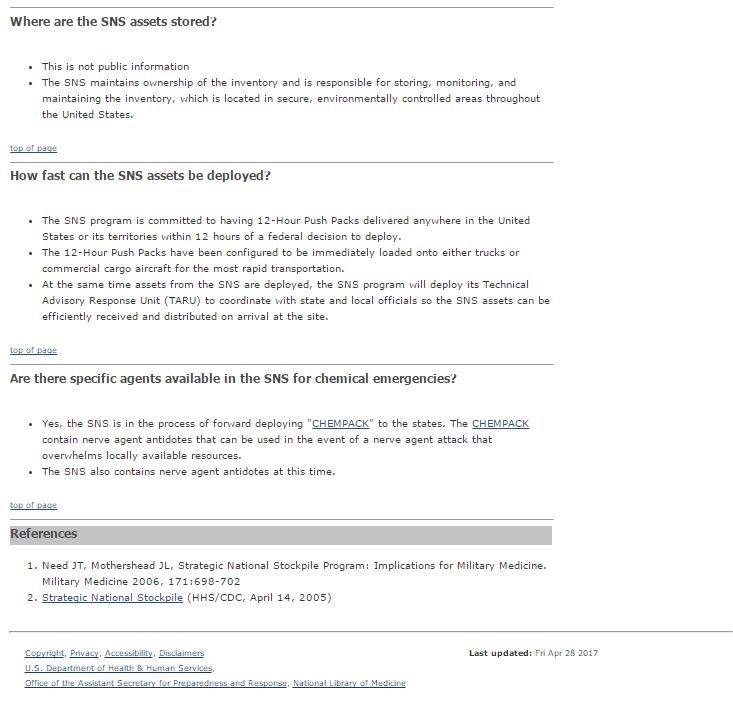 Where are the SNS assets stored?
This is not public information
The SNS maintains ownership of the inventory and is responsible for storing, monitoring, and
maintaining the inventory, which is located in secure, environmentally controlled areas throughout
the United States.
top of page
How fast can the SNS assets be deployed?
The SNS program is committed to having 12-Hour Push Packs delivered anywhere in the United
States or its territories within 12 hours of a federal decision to deploy.
The 12-Hour Push Packs have been configured to be immediately loaded onto either trucks or
commercial cargo aircraft for the most rapid transportation.
At the same time assets from the SNS are deployed, the SNS program will deploy its Technical
Advisory Response Unit (TARU) to coordinate with state and local officials so the SNS assets can be
efficiently received and distributed on arrival at the site.
top of page
Are there specific agents available in the SNS for chemical emergencies?
Yes, the SNS is in the process of forward deploying "CHEMPACK" to the states. The CHEMPACK
contain nerve agent antidotes that can be used in the event of a nerve agent attack that
overwhelms locally available resources.
The SNS also contains nerve agent antidotes at this time.
top of page
References
1. Need JT, Mothershead JL, Strategic National Stockpile Program: Implications for Military Medicine.
Military Medicine 2006, 171:698-702
2. Strategic National Stockpile (HHS/CDC, April 14, 2005)
Copyright, Privacy, Accessibility, Disclaimers
U.S. Department of Health & Human Services,
Office of the Assistant Secretary for Preparedness and Response, National Library of Medicine
Last updated: Fri Apr 28 2017